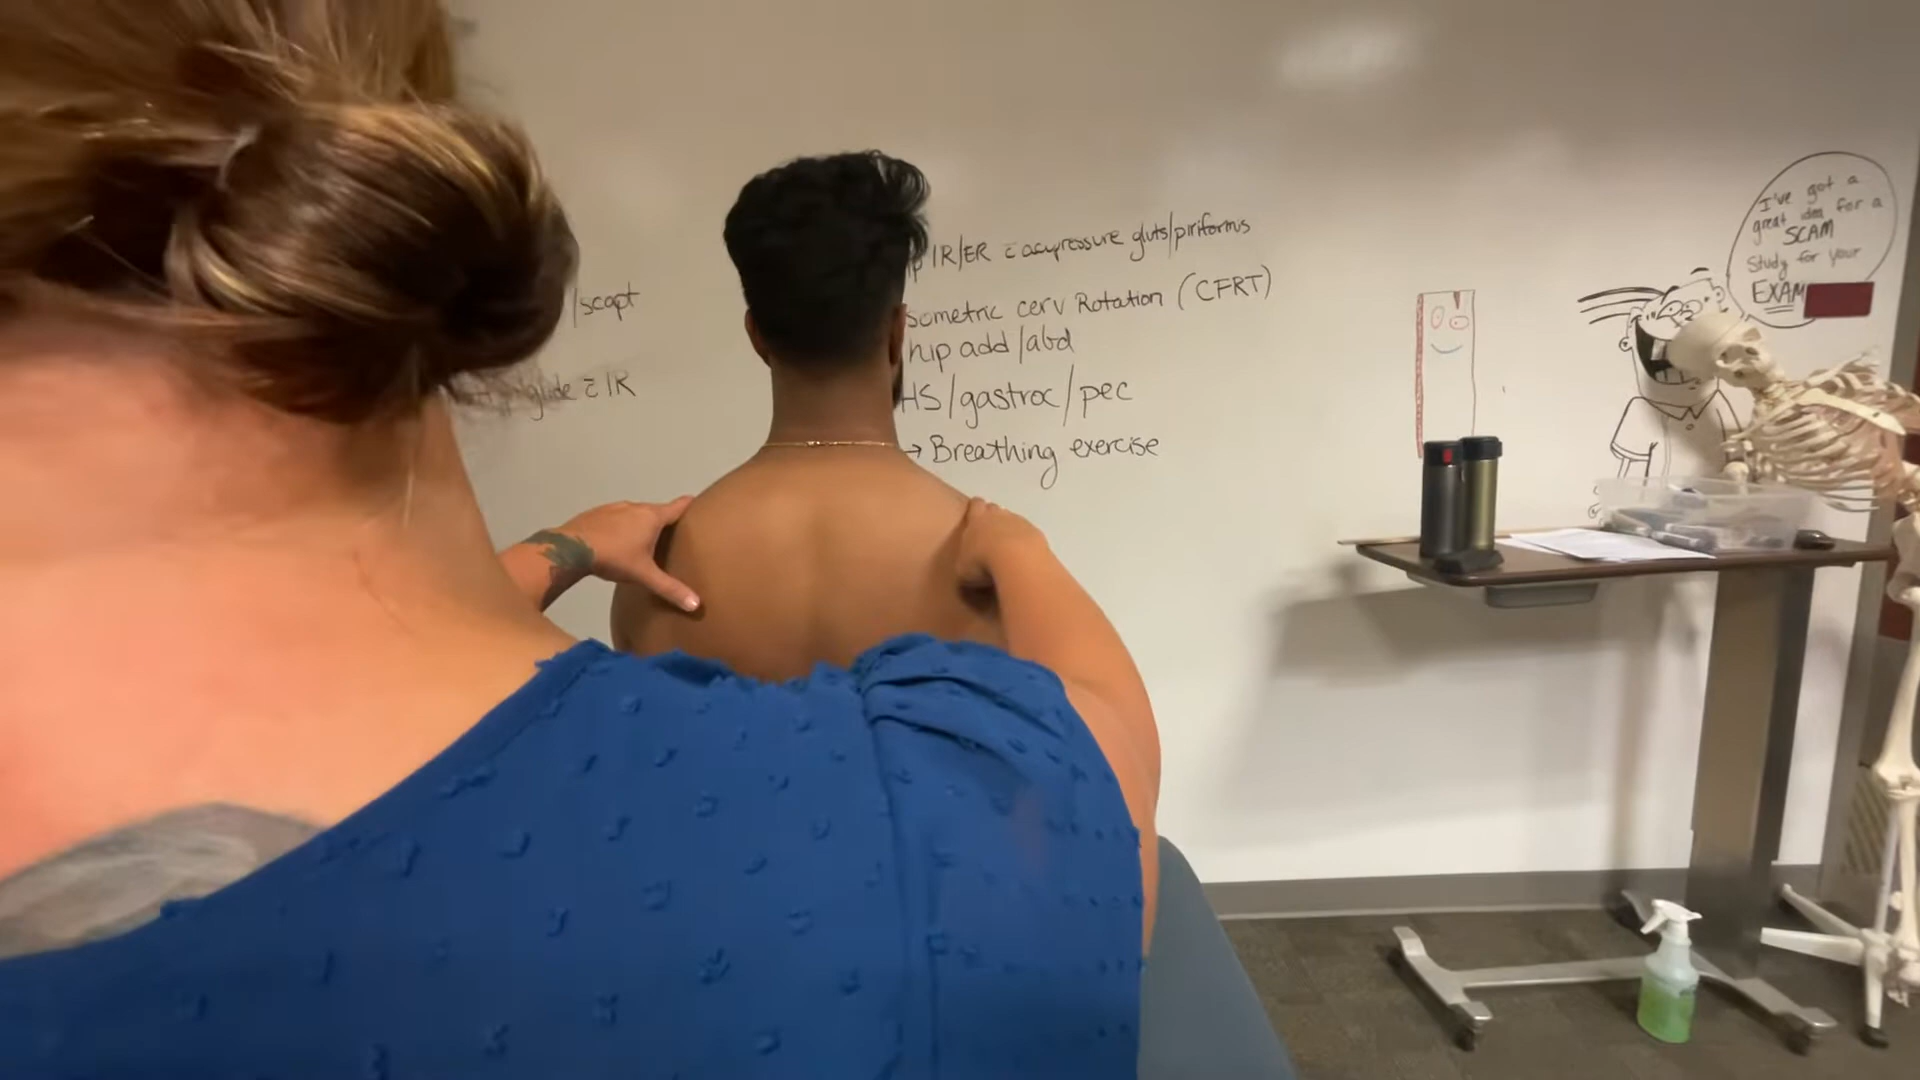 /scapt
glide c̄ IR
IR/ER c̄ acupressure gluts/piriformis
sometric cerv Rotation (CFRT)
hip add/abd
HS/gastroc/pec
→ Breathing exercise
I've got a
great idea for a
SCAM
Study for your
EXAM